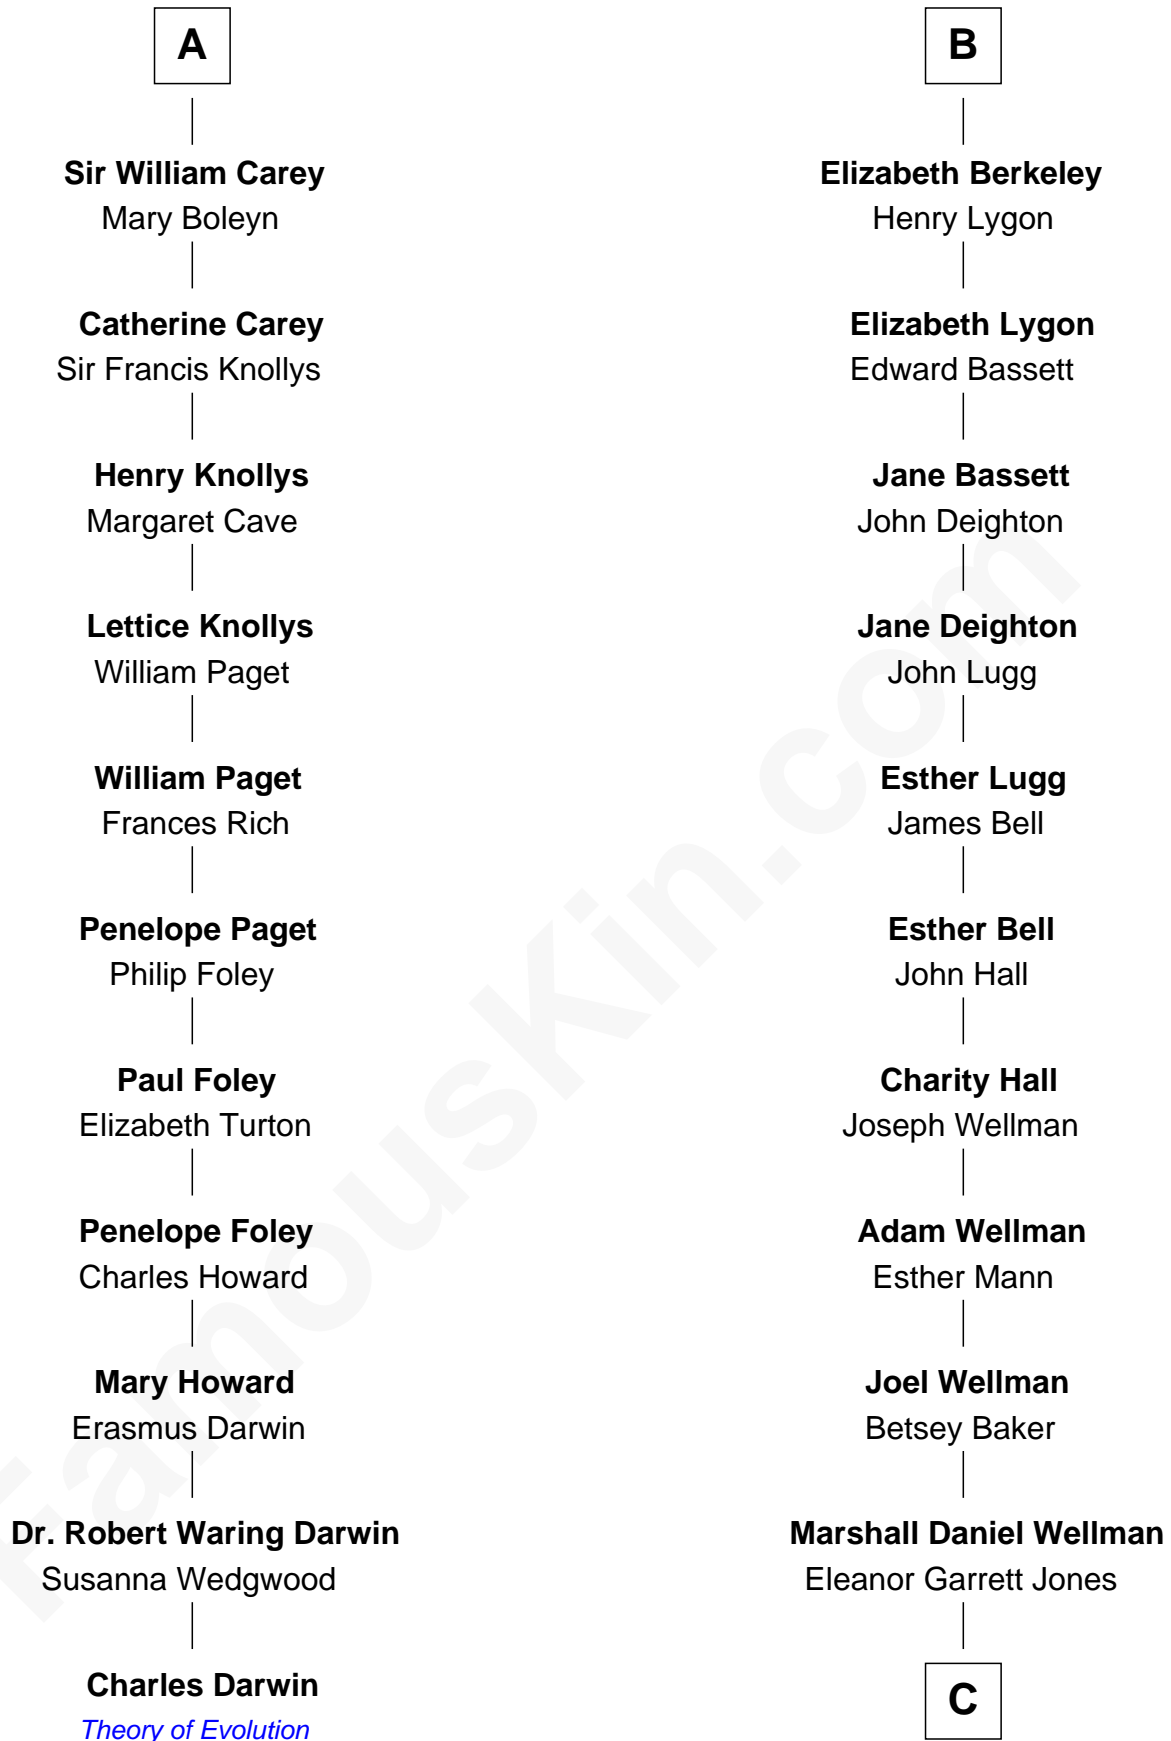 A
Sir William Carey
Mary Boleyn
Catherine Carey
Sir Francis Knollys
Henry Knollys
Margaret Cave
Lettice Knollys
William Paget
William Paget
Frances Rich
Penelope Paget
Philip Foley
Paul Foley
Elizabeth Turton
Penelope Foley
Charles Howard
Mary Howard
Erasmus Darwin
Dr. Robert Waring Darwin
Susanna Wedgwood
Charles Darwin
Theory of Evolution
B
Elizabeth Berkeley
Henry Lygon
Elizabeth Lygon
Edward Bassett
Jane Bassett
John Deighton
Jane Deighton
John Lugg
Esther Lugg
James Bell
Esther Bell
John Hall
Charity Hall
Joseph Wellman
Adam Wellman
Esther Mann
Joel Wellman
Betsey Baker
Marshall Daniel Wellman
Eleanor Garrett Jones
C
FamousKin.com